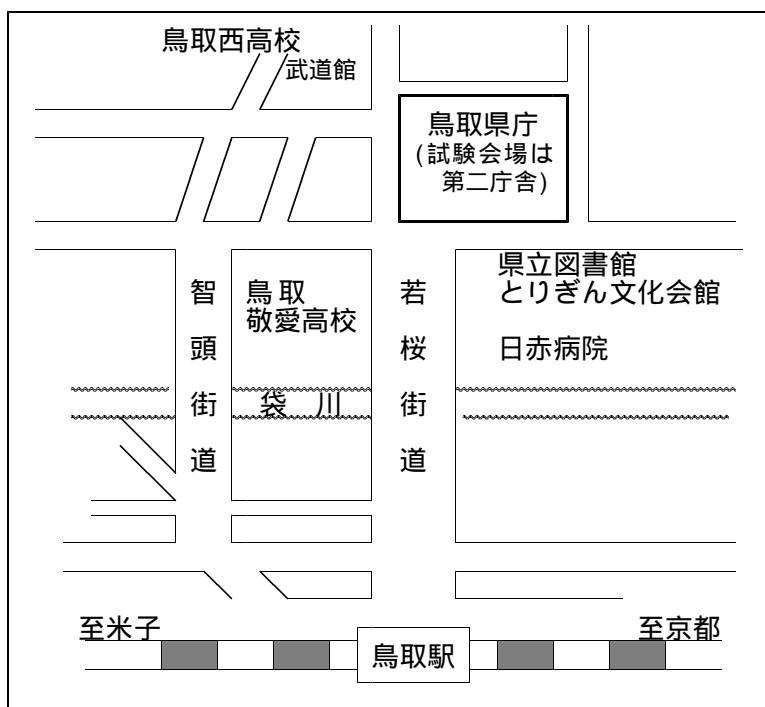 鳥取西高校
武道館
鳥取県庁
(試験会場は
第二庁舎)
県立図書館
とりぎん文化会館
日赤病院
鳥取
敬愛高校
智頭街道
若桜街道
袋川
至米子
至京都
鳥取駅